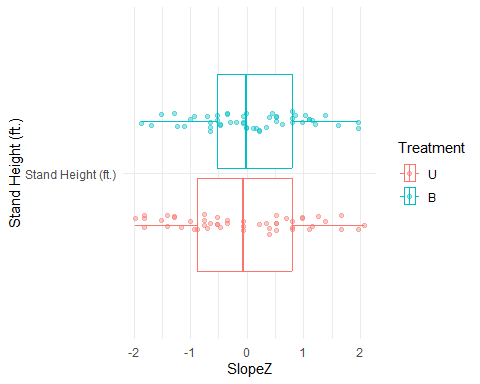 Stand Height (ft.)
Stand Height (ft.)
-2
-1
0
1
2
SlopeZ
Treatment
U
B